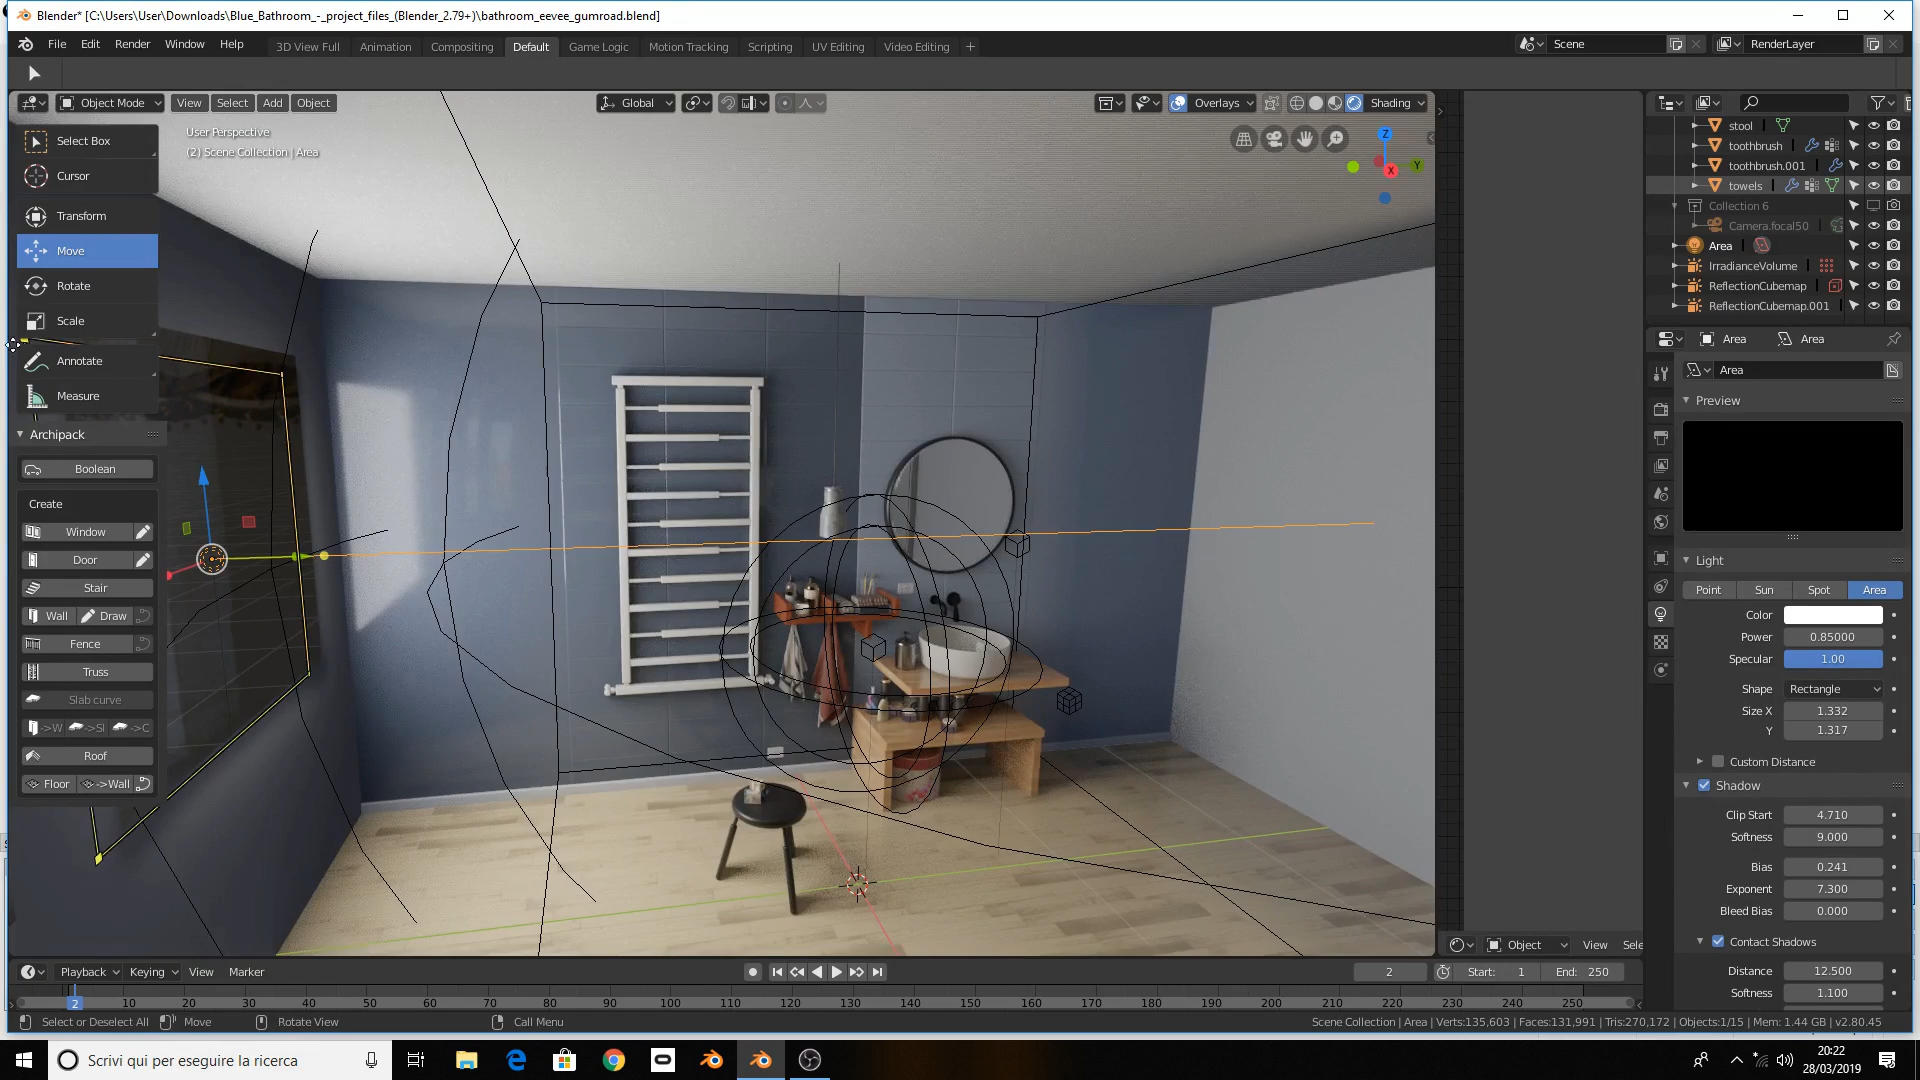 Blender* [C:\Users\User\Downloads\Blue_Bathroom_-_project_files_(Blender_2.79+)\bathroom_eevee_gumroad.blend]
File Edit Render Window Help 3D View Full Animation Compositing Default Game Logic Motion Tracking Scripting UV Editing Video Editing + Scene RenderLayer
Object Mode View Select Add Object Global Overlays Shading
User Perspective
(2) Scene Collection | Area
Select Box
Cursor
Transform
Move
Rotate
Scale
Annotate
Measure
Archipack
Boolean
Create
Window
Door
Stair
Wall Draw
Fence
Truss
Slab curve
->W ->Sl ->C
Roof
Floor ->Wall
Z
Y
X
stool
toothbrush
toothbrush.001
towels
Collection 6
Camera.focal50
Area
IrradianceVolume
ReflectionCubemap
ReflectionCubemap.001
Area Area
Area
Preview
Light
Point Sun Spot Area
Color
Power 0.85000
Specular 1.00
Shape Rectangle
Size X 1.332
Y 1.317
Custom Distance
Shadow
Clip Start 4.710
Softness 9.000
Bias 0.241
Exponent 7.300
Bleed Bias 0.000
Contact Shadows
Distance 12.500
Softness 1.100
Object View Sele
Playback Keying View Marker 2 Start: 1 End: 250
2 10 20 30 40 50 60 70 80 90 100 110 120 130 140 150 160 170 180 190 200 210 220 230 240 250
Select or Deselect All Move Rotate View Call Menu Scene Collection | Area | Verts:135,603 | Faces:131,991 | Tris:270,172 | Objects:1/15 | Mem: 1.44 GB | v2.80.45
Scrivi qui per eseguire la ricerca
20:22
28/03/2019